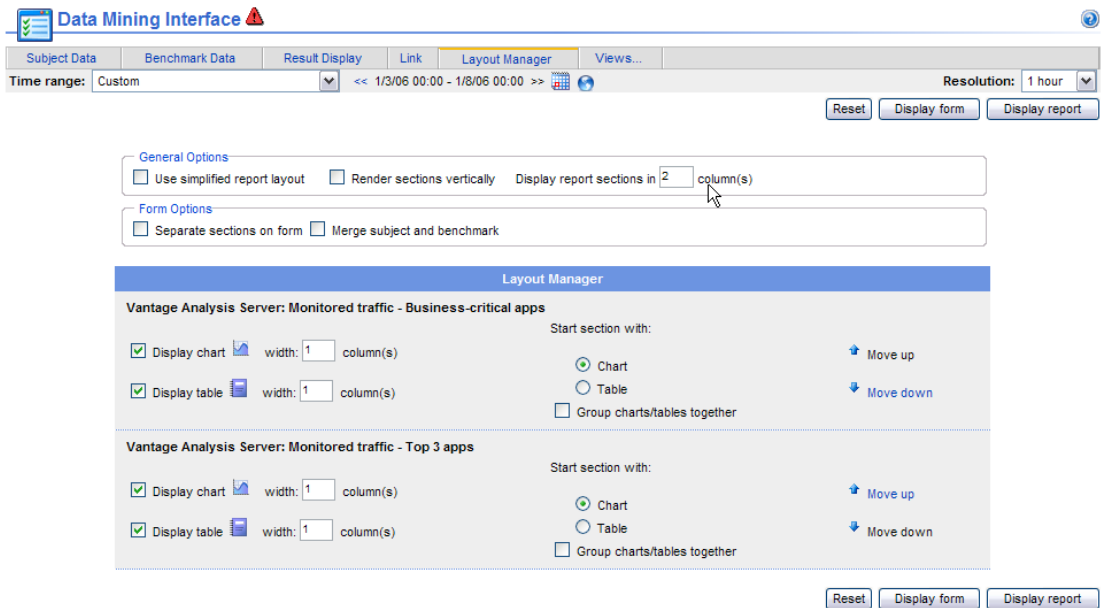 Data Mining Interface
Subject Data Benchmark Data Result Display Link Layout Manager Views...
Time range: Custom << 1/3/06 00:00 - 1/8/06 00:00 >> Resolution: 1 hour
Reset Display form Display report
General Options
Use simplified report layout Render sections vertically Display report sections in 2 column(s)
Form Options
Separate sections on form Merge subject and benchmark
Layout Manager
Vantage Analysis Server: Monitored traffic - Business-critical apps
Start section with:
Display chart width: 1 column(s) Chart Move up
Display table width: 1 column(s) Table Move down
Group charts/tables together
Vantage Analysis Server: Monitored traffic - Top 3 apps
Start section with:
Display chart width: 1 column(s) Chart Move up
Display table width: 1 column(s) Table Move down
Group charts/tables together
Reset Display form Display report